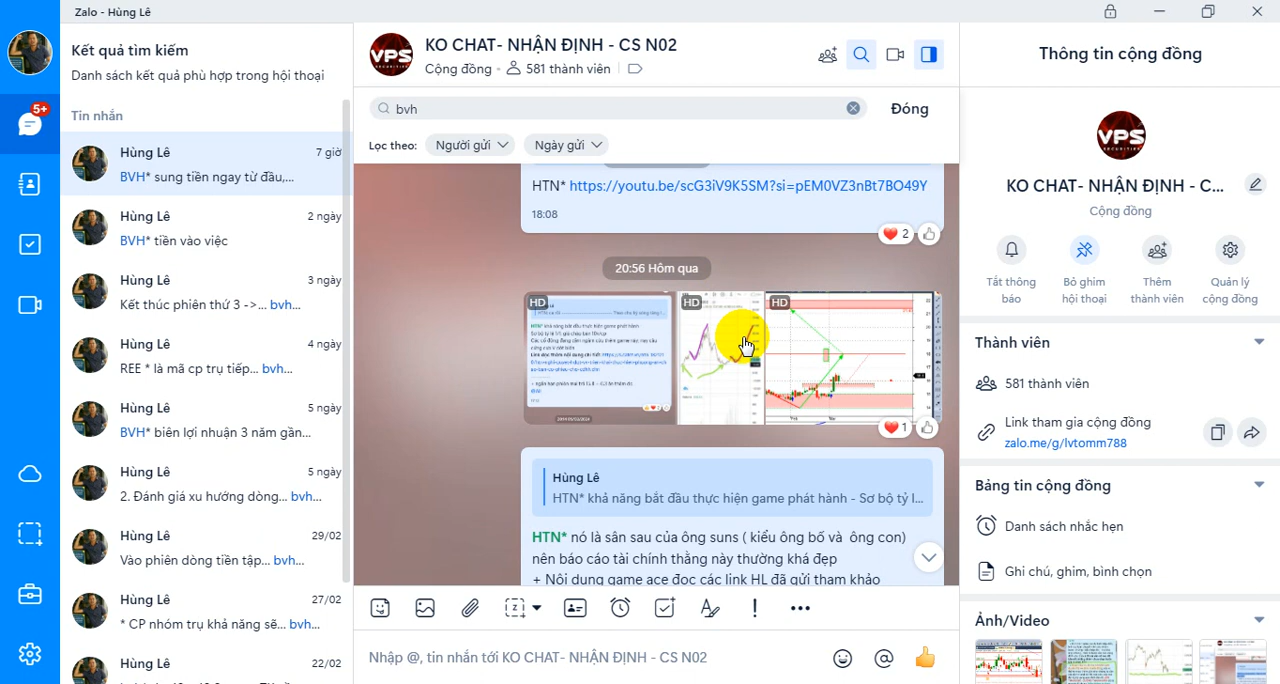 Zalo - Hùng Lê
5+
Kết quả tìm kiếm
Danh sách kết quả phù hợp trong hội thoại
Tin nhắn
Hùng Lê
7 giờ
BVH* sung tiền ngay từ đầu,...
Hùng Lê
2 ngày
BVH* tiền vào việc
Hùng Lê
3 ngày
Kết thúc phiên thứ 3 ->... bvh...
Hùng Lê
4 ngày
REE * là mã cp trụ tiếp... bvh...
Hùng Lê
5 ngày
BVH* biên lợi nhuận 3 năm gần...
Hùng Lê
5 ngày
2. Đánh giá xu hướng dòng... bvh...
Hùng Lê
29/02
Vào phiên dòng tiền tập... bvh...
Hùng Lê
27/02
* CP nhóm trụ khả năng sẽ... bvh...
Hùng Lê
22/02
VPS
SECURITIES
KO CHAT- NHẬN ĐỊNH - CS N02
Cộng đồng - 581 thành viên
bvh
Đóng
Lọc theo:
Người gửi
Ngày gửi
HTN* https://youtu.be/scG3iV9K5SM?si=pEM0VZ3nBt7BO49Y
18:08
2
20:56 Hôm qua
HD
HD
HD
1
Hùng Lê
HTN* khả năng bắt đầu thực hiện game phát hành - Sơ bộ tỷ l...
HTN* nó là sân sau của ông suns ( kiểu ông bố và ông con)
nên báo cáo tài chính thằng này thường khá đẹp
+ Nội dung game ace đọc các link HL đã gửi tham khảo
Nhập @, tin nhắn tới KO CHAT- NHẬN ĐỊNH - CS N02
Thông tin cộng đồng
VPS
SECURITIES
KO CHAT- NHẬN ĐỊNH - C...
Cộng đồng
Tắt thông báo
Bỏ ghim hội thoại
Thêm thành viên
Quản lý cộng đồng
Thành viên
581 thành viên
Link tham gia cộng đồng
zalo.me/g/lvtomm788
Bảng tin cộng đồng
Danh sách nhắc hẹn
Ghi chú, ghim, bình chọn
Ảnh/Video